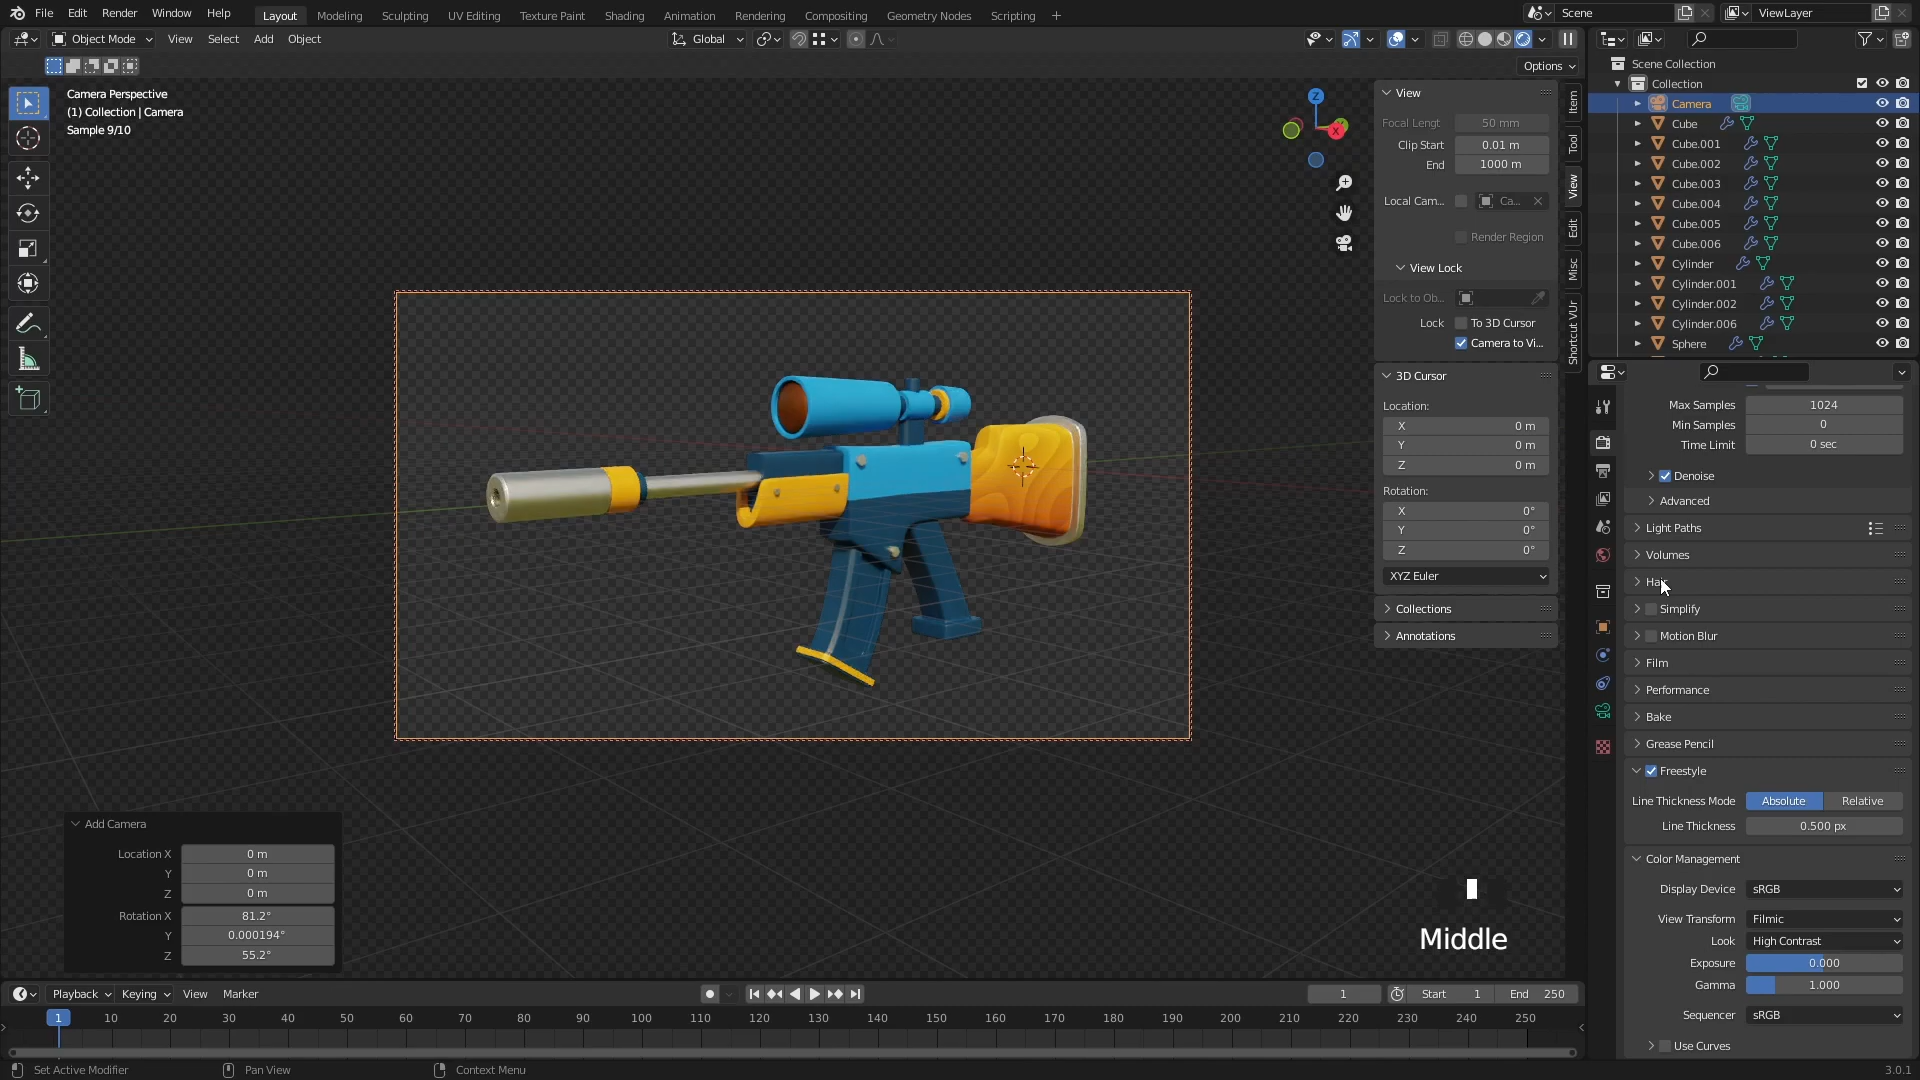 File Edit Render Window Help Layout Modeling Sculpting UV Editing Texture Paint Shading Animation Rendering Compositing Geometry Nodes Scripting + Scene ViewLayer
Object Mode View Select Add Object Global
Options
Camera Perspective
(1) Collection | Camera
Sample 9/10
Z
X
View
Focal Lengt 50 mm
Clip Start 0.01 m
End 1000 m
Local Cam... Ca...
Render Region
View Lock
Lock to Ob...
Lock To 3D Cursor
Camera to Vi...
3D Cursor
Location:
X 0 m
Y 0 m
Z 0 m
Rotation:
X 0°
Y 0°
Z 0°
XYZ Euler
Collections
Annotations
Item
Tool
View
Edit
Misc
Shortcut VUr
Scene Collection
Collection
Camera
Cube
Cube.001
Cube.002
Cube.003
Cube.004
Cube.005
Cube.006
Cylinder
Cylinder.001
Cylinder.002
Cylinder.006
Sphere
Max Samples 1024
Min Samples 0
Time Limit 0 sec
Denoise
Advanced
Light Paths
Volumes
Hair
Simplify
Motion Blur
Film
Performance
Bake
Grease Pencil
Freestyle
Line Thickness Mode Absolute Relative
Line Thickness 0.500 px
Color Management
Display Device sRGB
View Transform Filmic
Look High Contrast
Exposure 0.000
Gamma 1.000
Sequencer sRGB
Use Curves
Add Camera
Location X 0 m
Y 0 m
Z 0 m
Rotation X 81.2°
Y 0.000194°
Z 55.2°
Middle
Playback Keying View Marker 1 Start 1 End 250
1 10 20 30 40 50 60 70 80 90 100 110 120 130 140 150 160 170 180 190 200 210 220 230 240 250
Set Active Modifier Pan View Context Menu 3.0.1